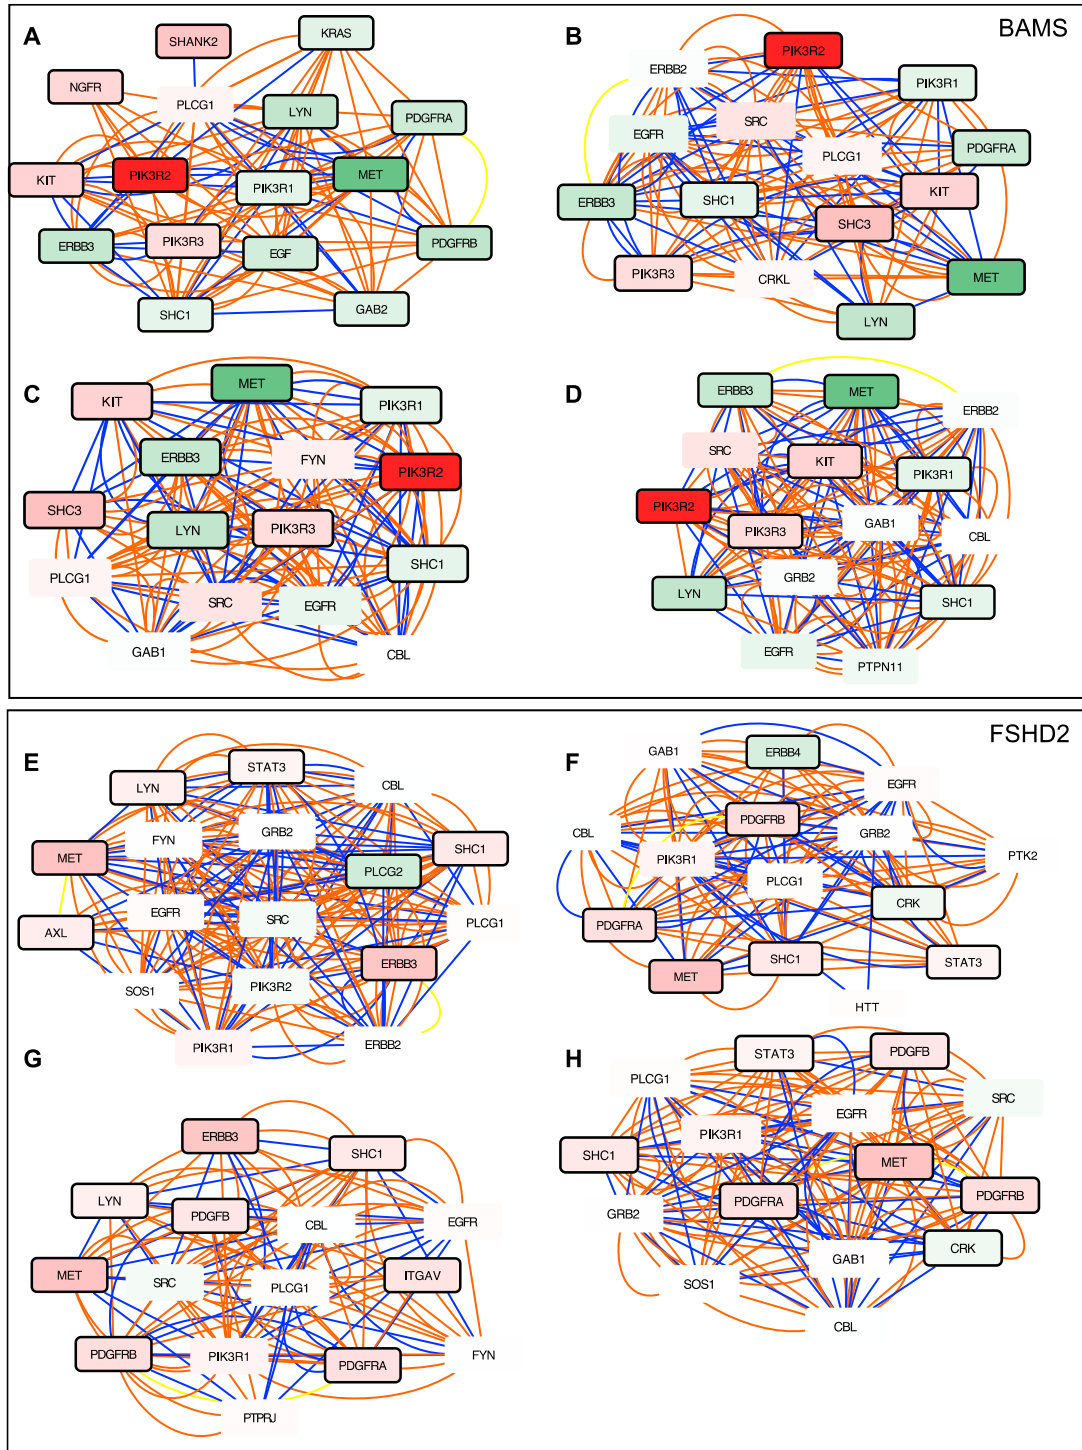 BAMS
A
SHANK2
KRAS
NGFR
PLCG1
LYN
PDGFRA
KIT
PIK3R2
PIK3R1
MET
ERBB3
PIK3R3
EGF
PDGFRB
SHC1
GAB2
B
PIK3R2
ERBB2
PIK3R1
EGFR
SRC
PLCG1
PDGFRA
ERBB3
SHC1
KIT
SHC3
PIK3R3
CRKL
MET
LYN
C
MET
KIT
PIK3R1
ERBB3
FYN
PIK3R2
SHC3
LYN
PIK3R3
SHC1
PLCG1
SRC
EGFR
GAB1
CBL
D
ERBB3
MET
ERBB2
SRC
KIT
PIK3R1
PIK3R2
PIK3R3
GAB1
CBL
GRB2
LYN
SHC1
EGFR
PTPN11
FSHD2
E
STAT3
LYN
CBL
FYN
GRB2
SHC1
MET
PLCG2
EGFR
SRC
PLCG1
AXL
ERBB3
SOS1
PIK3R2
PIK3R1
ERBB2
F
GAB1
ERBB4
EGFR
PDGFRB
CBL
GRB2
PIK3R1
PTK2
PLCG1
CRK
PDGFRA
SHC1
STAT3
MET
HTT
G
ERBB3
SHC1
LYN
PDGFB
CBL
EGFR
MET
SRC
PLCG1
ITGAV
PDGFRB
PIK3R1
PDGFRA
FYN
PTPRJ
H
STAT3
PDGFB
PLCG1
EGFR
SRC
PIK3R1
SHC1
MET
PDGFRA
PDGFRB
GRB2
CRK
GAB1
SOS1
CBL